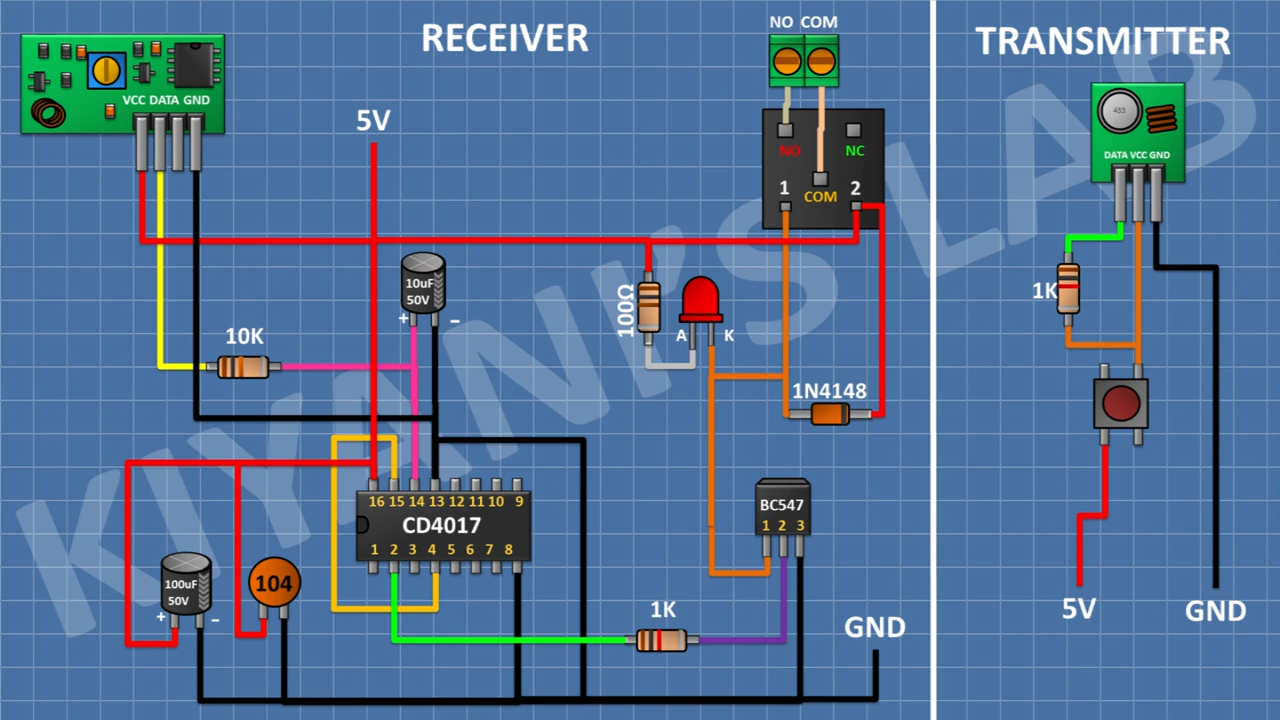 RECEIVER
NO COM
TRANSMITTER
VCC DATA GND
433
5V
NO
NC
1
2
COM
DATA VCC GND
10uF
50V
+
-
100Ω
A
K
1K
10K
1N4148
16 15 14 13 12 11 10 9
CD4017
1 2 3 4 5 6 7 8
BC547
1 2 3
100uF
50V
+
-
104
1K
GND
5V
GND
KIYANK'S LAB